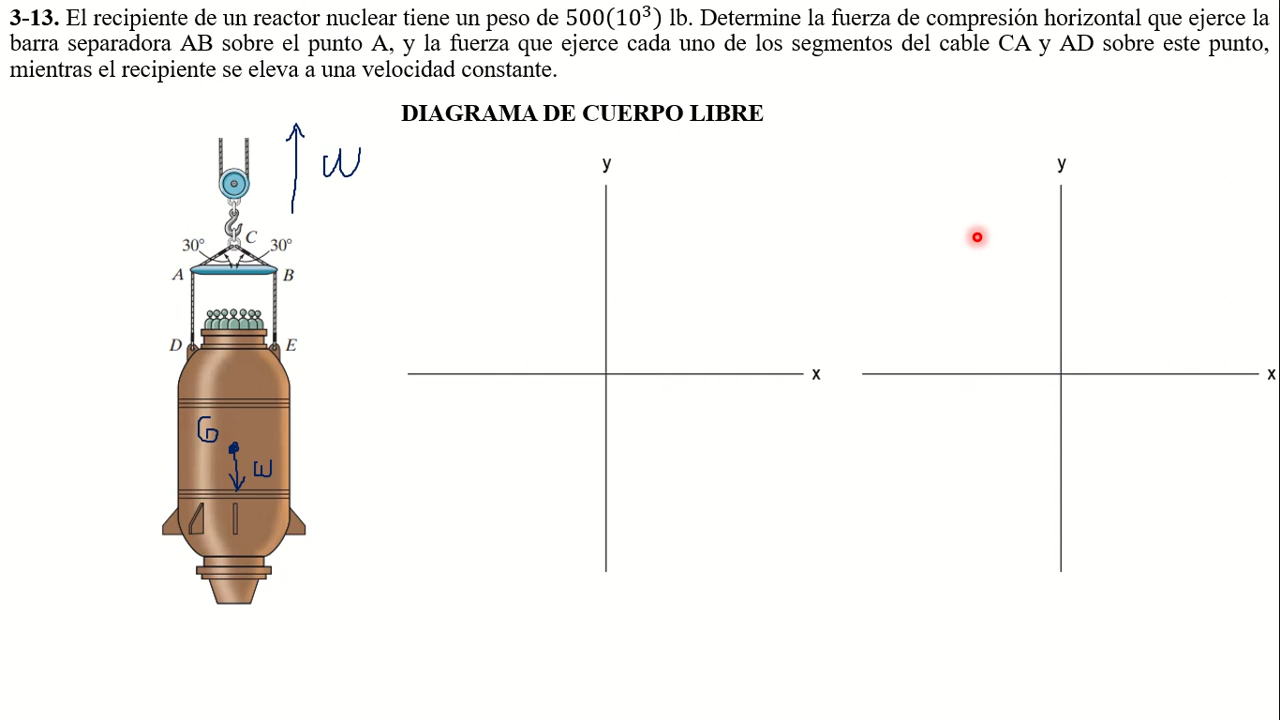 3-13. El recipiente de un reactor nuclear tiene un peso de 500(10³) lb. Determine la fuerza de compresión horizontal que ejerce la
barra separadora AB sobre el punto A, y la fuerza que ejerce cada uno de los segmentos del cable CA y AD sobre este punto,
mientras el recipiente se eleva a una velocidad constante.
DIAGRAMA DE CUERPO LIBRE
W
y
y
30°
C
30°
A
B
D
E
x
x
G
W